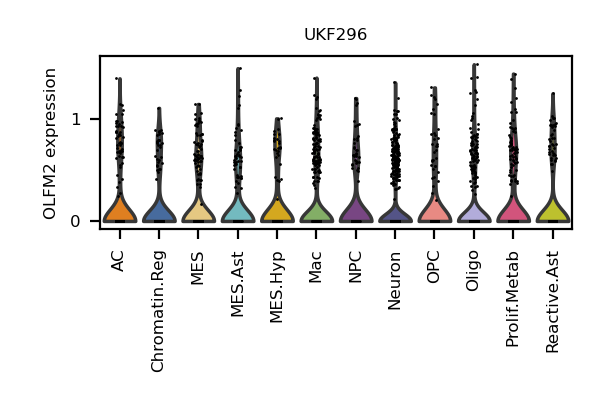 UKF296
OLFM2 expression
1
0
AC
Chromatin.Reg
MES
MES.Ast
MES.Hyp
Mac
NPC
Neuron
OPC
Oligo
Prolif.Metab
Reactive.Ast